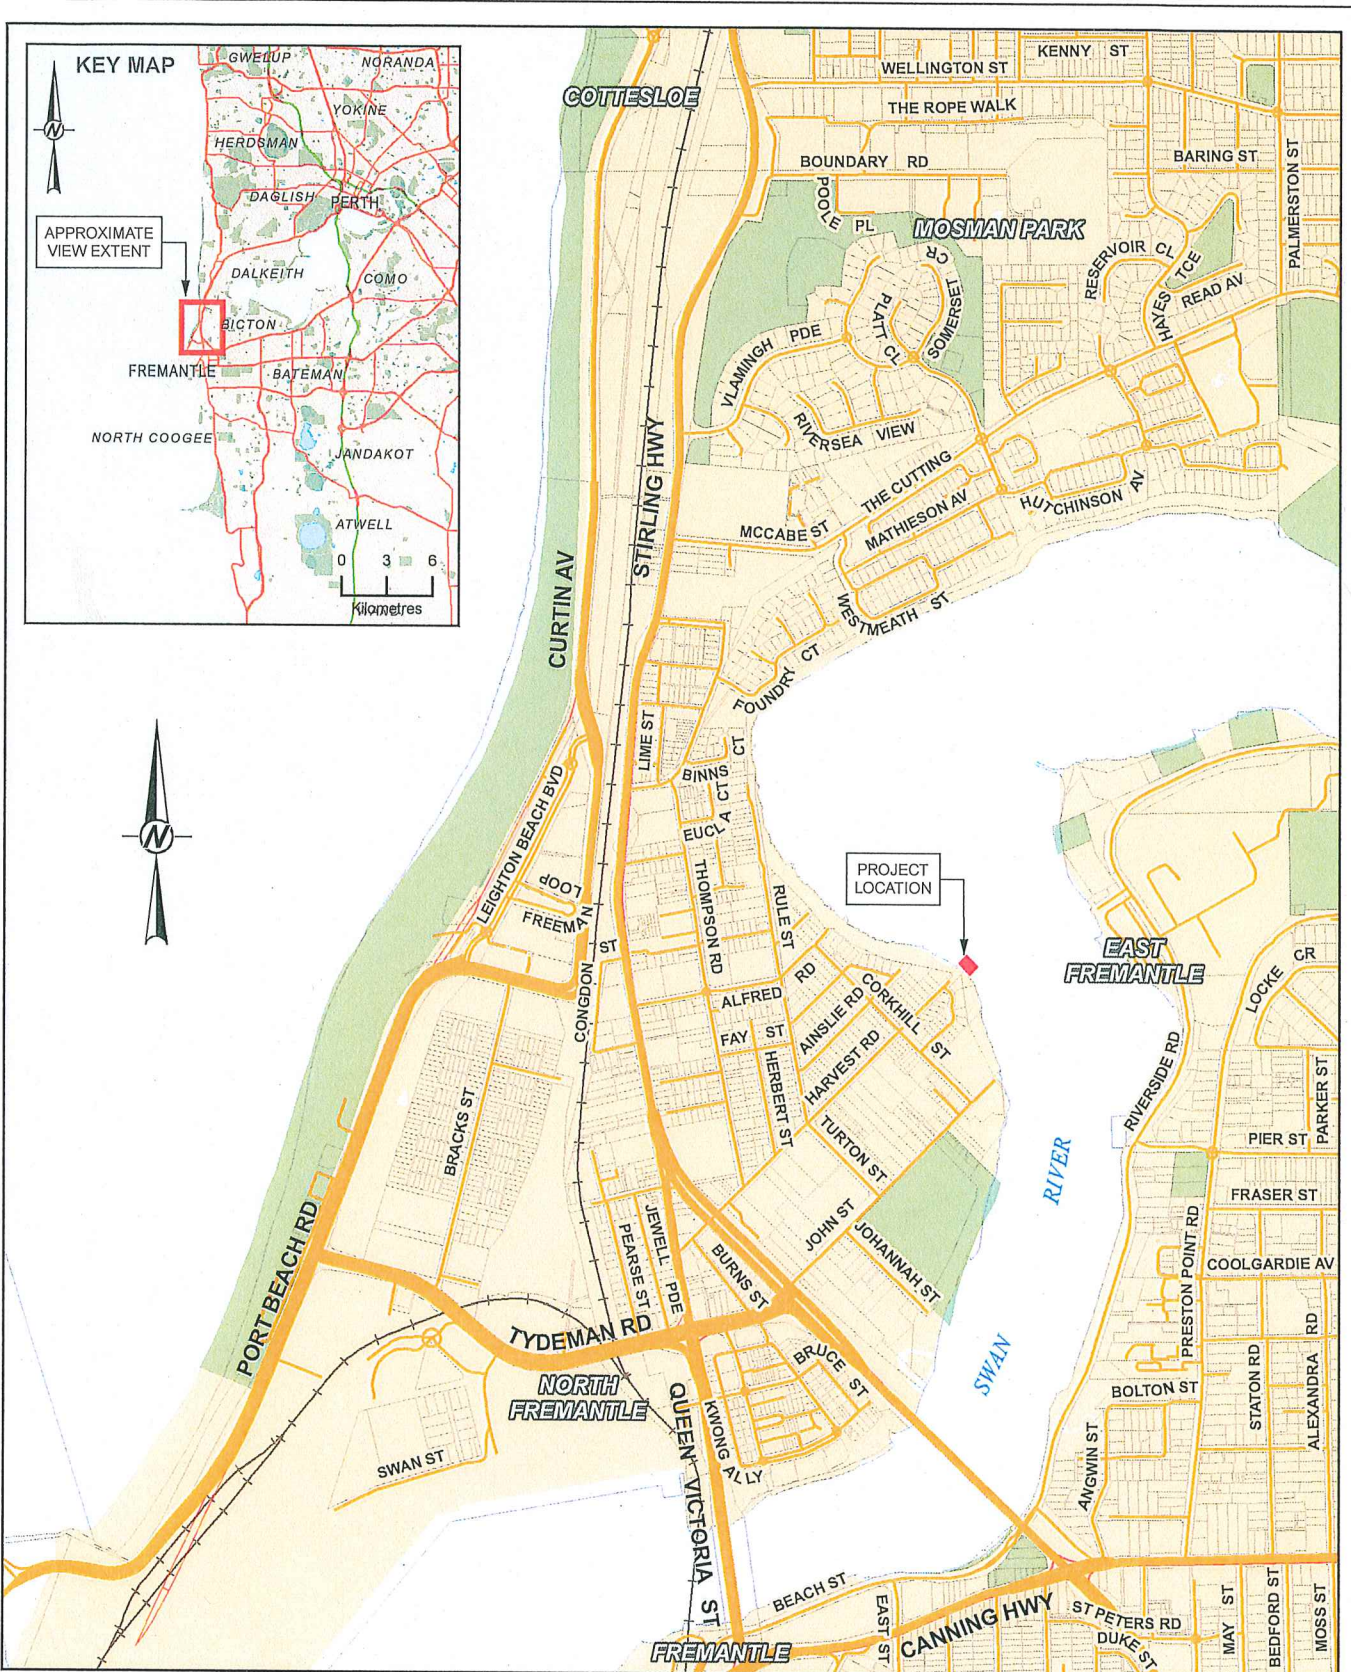 KEY MAP
GWELUP
NORANDA
YOKINE
HERDSMAN
DAGLISH
PERTH
APPROXIMATE
VIEW EXTENT
DALKEITH
COMO
BICTON
FREMANTLE
BATEMAN
NORTH COOGEE
JANDAKOT
ATWELL
0 3 6
Kilometres
N
COTTESLOE
KENNY ST
WELLINGTON ST
THE ROPE WALK
BOUNDARY RD
BARING ST
PALMERSTON ST
POOLE PL
MOSMAN PARK
RESERVOIR CL
HAYES TCE
READ AV
SOMERSET CR
PLATT CL
VLAMINGH PDE
RIVERSEA VIEW
STIRLING HWY
THE CUTTING
MATHIESON AV
HUTCHINSON AV
MCCABE ST
CURTIN AV
WESTMEATH ST
FOUNDRY CT
LIME ST
BINNS CT
EUCLA CT
LEIGHTON BEACH BVD
N
FREEMAN LOOP
THOMPSON RD
RULE ST
PROJECT
LOCATION
EAST
FREMANTLE
LOCKE CR
CONGDON ST
ALFRED RD
CORKHILL ST
AINSLIE RD
FAY ST
HARVEST RD
HERBERT ST
TURTON ST
BRACKS ST
RIVERSIDE RD
PARKER ST
PIER ST
SWAN RIVER
FRASER ST
JOHN ST
JOHANNAH ST
PRESTON POINT RD
COOLGARDIE AV
JEWELL PDE
PEARSE ST
BURNS ST
PORT BEACH RD
TYDEMAN RD
BRUCE ST
NORTH
FREMANTLE
BOLTON ST
STATON RD
ALEXANDRA RD
QUEEN VICTORIA ST
KWONG ALLY
SWAN ST
ANGWIN ST
BEACH ST
EAST ST
CANNING HWY
ST PETERS RD
DUKE ST
MAY ST
BEDFORD ST
MOSS ST
FREMANTLE